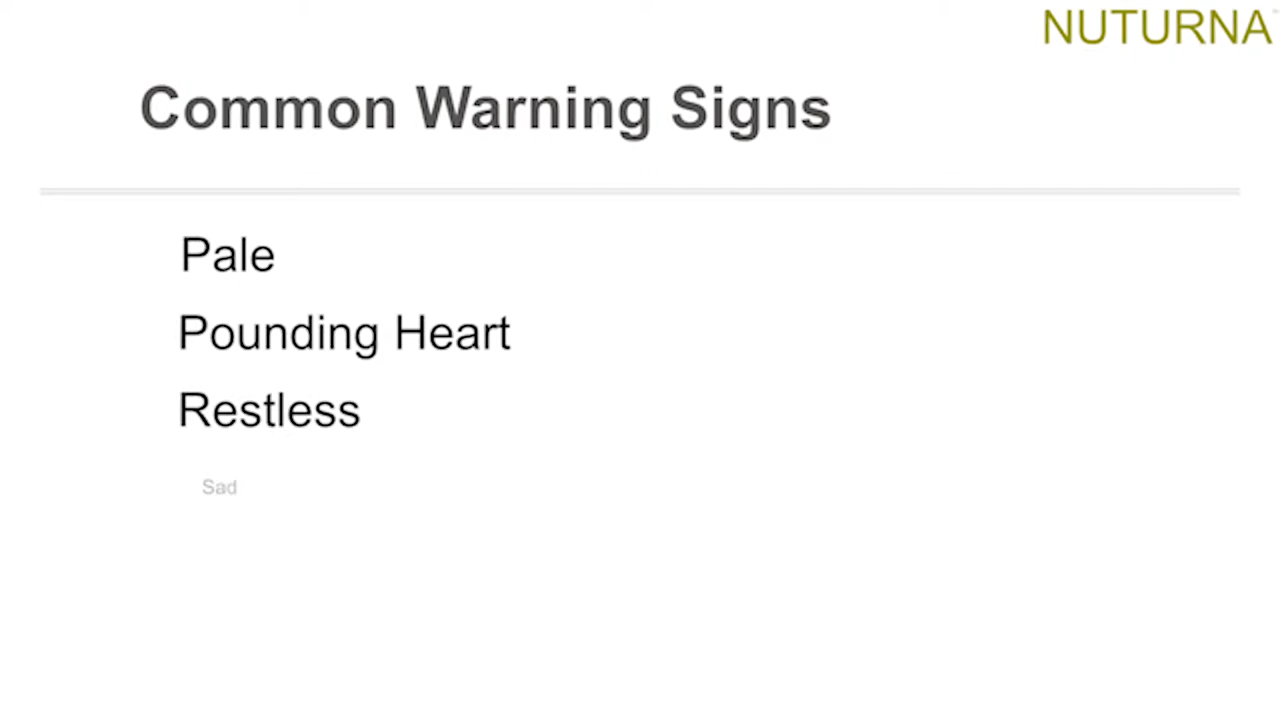 NUTURNA
Common Warning Signs
Pale
Pounding Heart
Restless
Sad